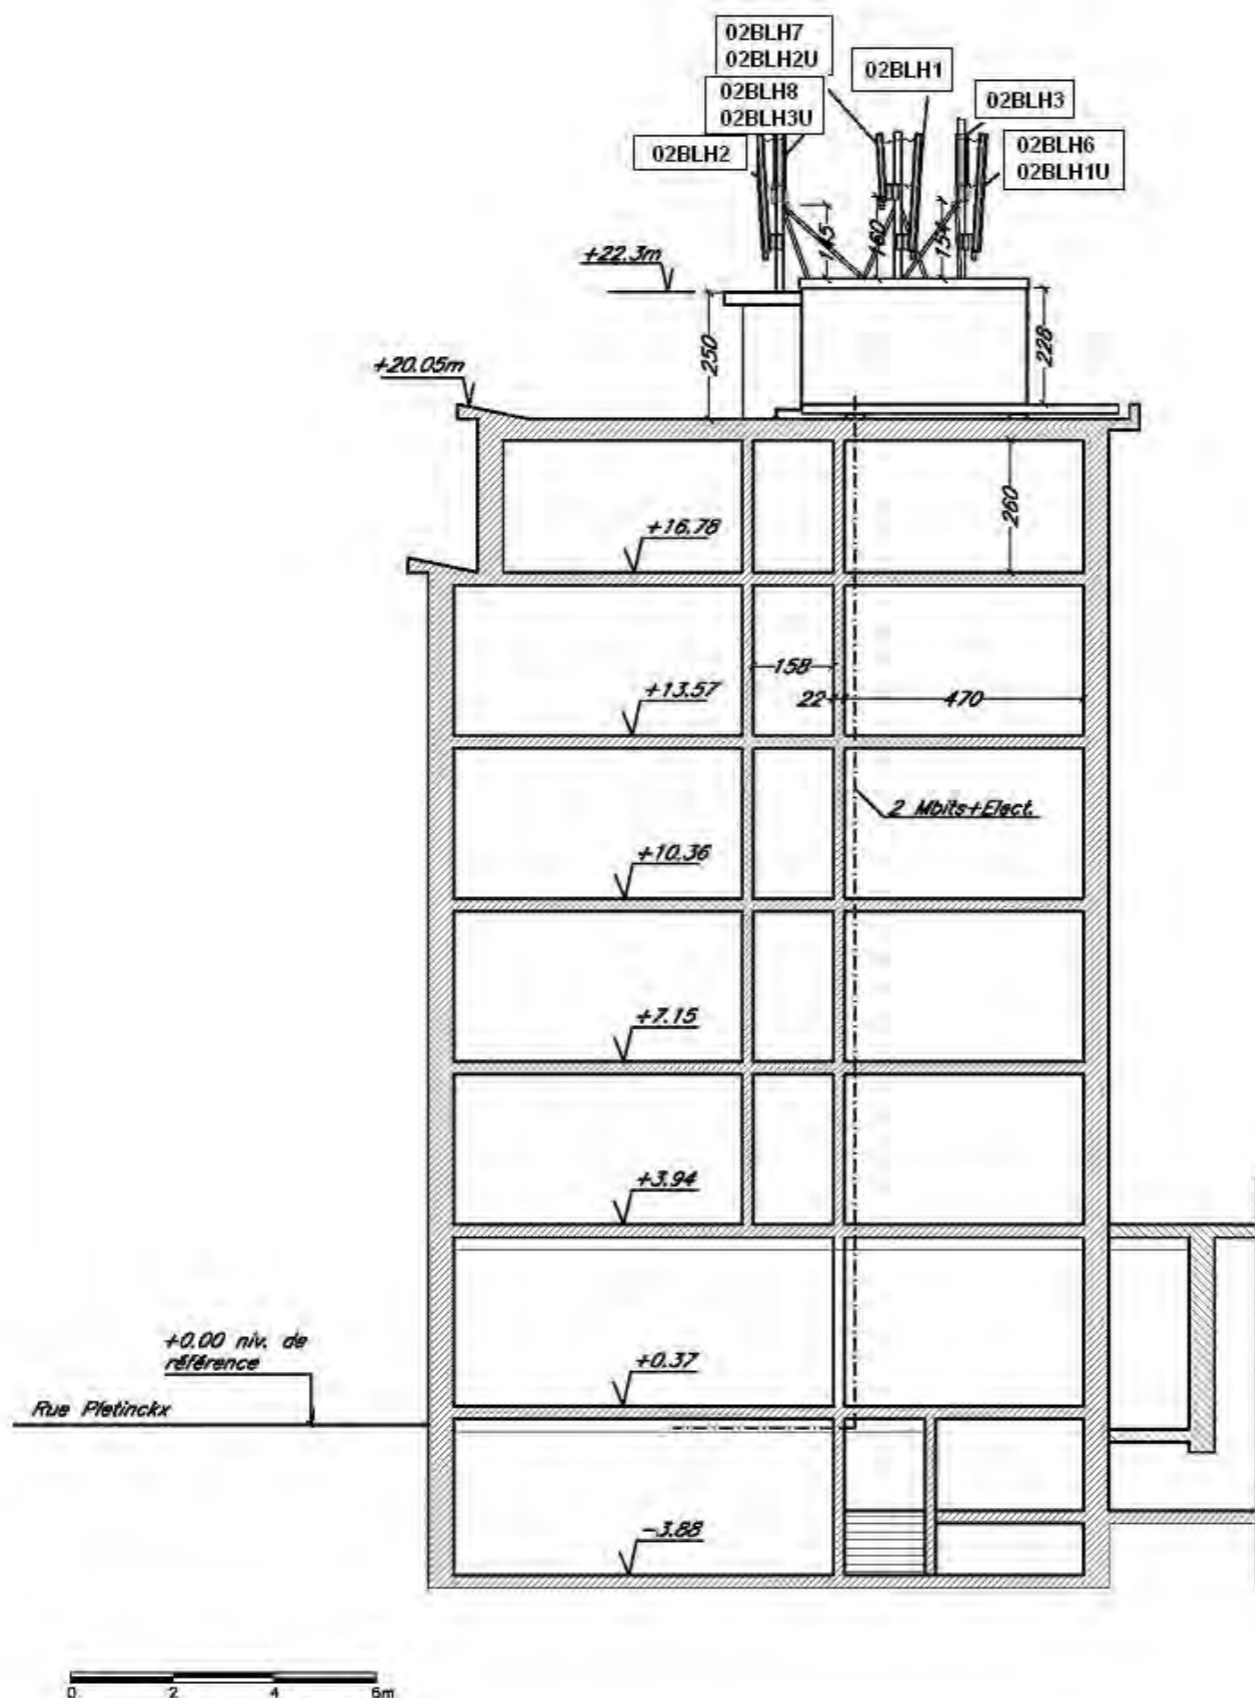 02BLH7
02BLH2U
02BLH1
02BLH8
02BLH3U
02BLH3
02BLH2
02BLH6
02BLH1U
145
160
154
+22.3m
250
228
+20.05m
260
+16.78
158
+13.57
22
470
2 Mbits+Elect.
+10.36
+7.15
+3.94
+0.00 niv. de
référence
+0.37
Rue Pletinckx
-3.88
0 2 4 6m